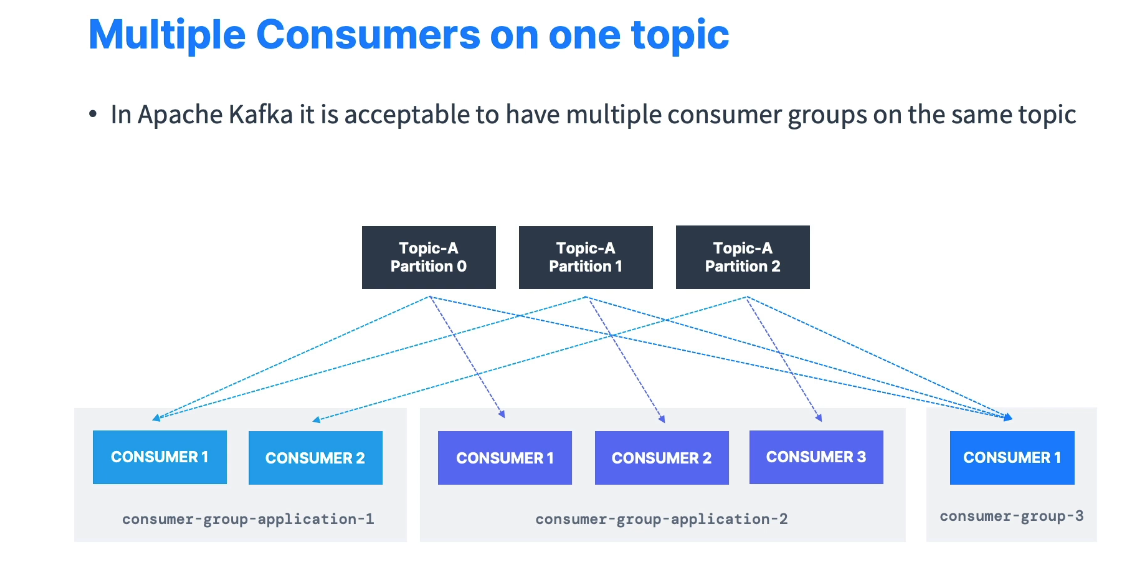 Multiple Consumers on one topic
• In Apache Kafka it is acceptable to have multiple consumer groups on the same topic
Topic-A
Partition 0
Topic-A
Partition 1
Topic-A
Partition 2
CONSUMER 1
CONSUMER 2
consumer-group-application-1
CONSUMER 1
CONSUMER 2
CONSUMER 3
consumer-group-application-2
CONSUMER 1
consumer-group-3